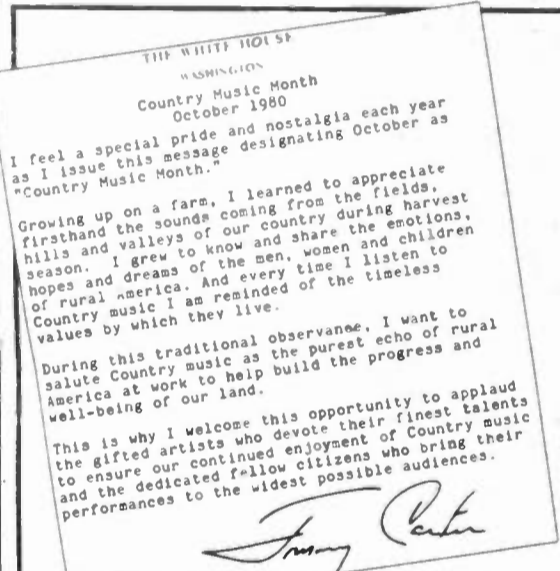 THE WHITE HOUSE
WASHINGTON
Country Music Month
October 1980
I feel a special pride and nostalgia each year
as I issue this message designating October as
"Country Music Month."
Growing up on a farm, I learned to appreciate
firsthand the sounds coming from the fields,
hills and valleys of our country during harvest
season. I grew to know and share the emotions,
hopes and dreams of the men, women and children
of rural America. And every time I listen to
Country music I am reminded of the timeless
values by which they live.
During this traditional observance, I want to
salute Country music as the purest echo of rural
America at work to help build the progress and
well-being of our land.
This is why I welcome this opportunity to applaud
the gifted artists who devote their finest talents
to ensure our continued enjoyment of Country music
and the dedicated fellow citizens who bring their
performances to the widest possible audiences.
Jimmy Carter